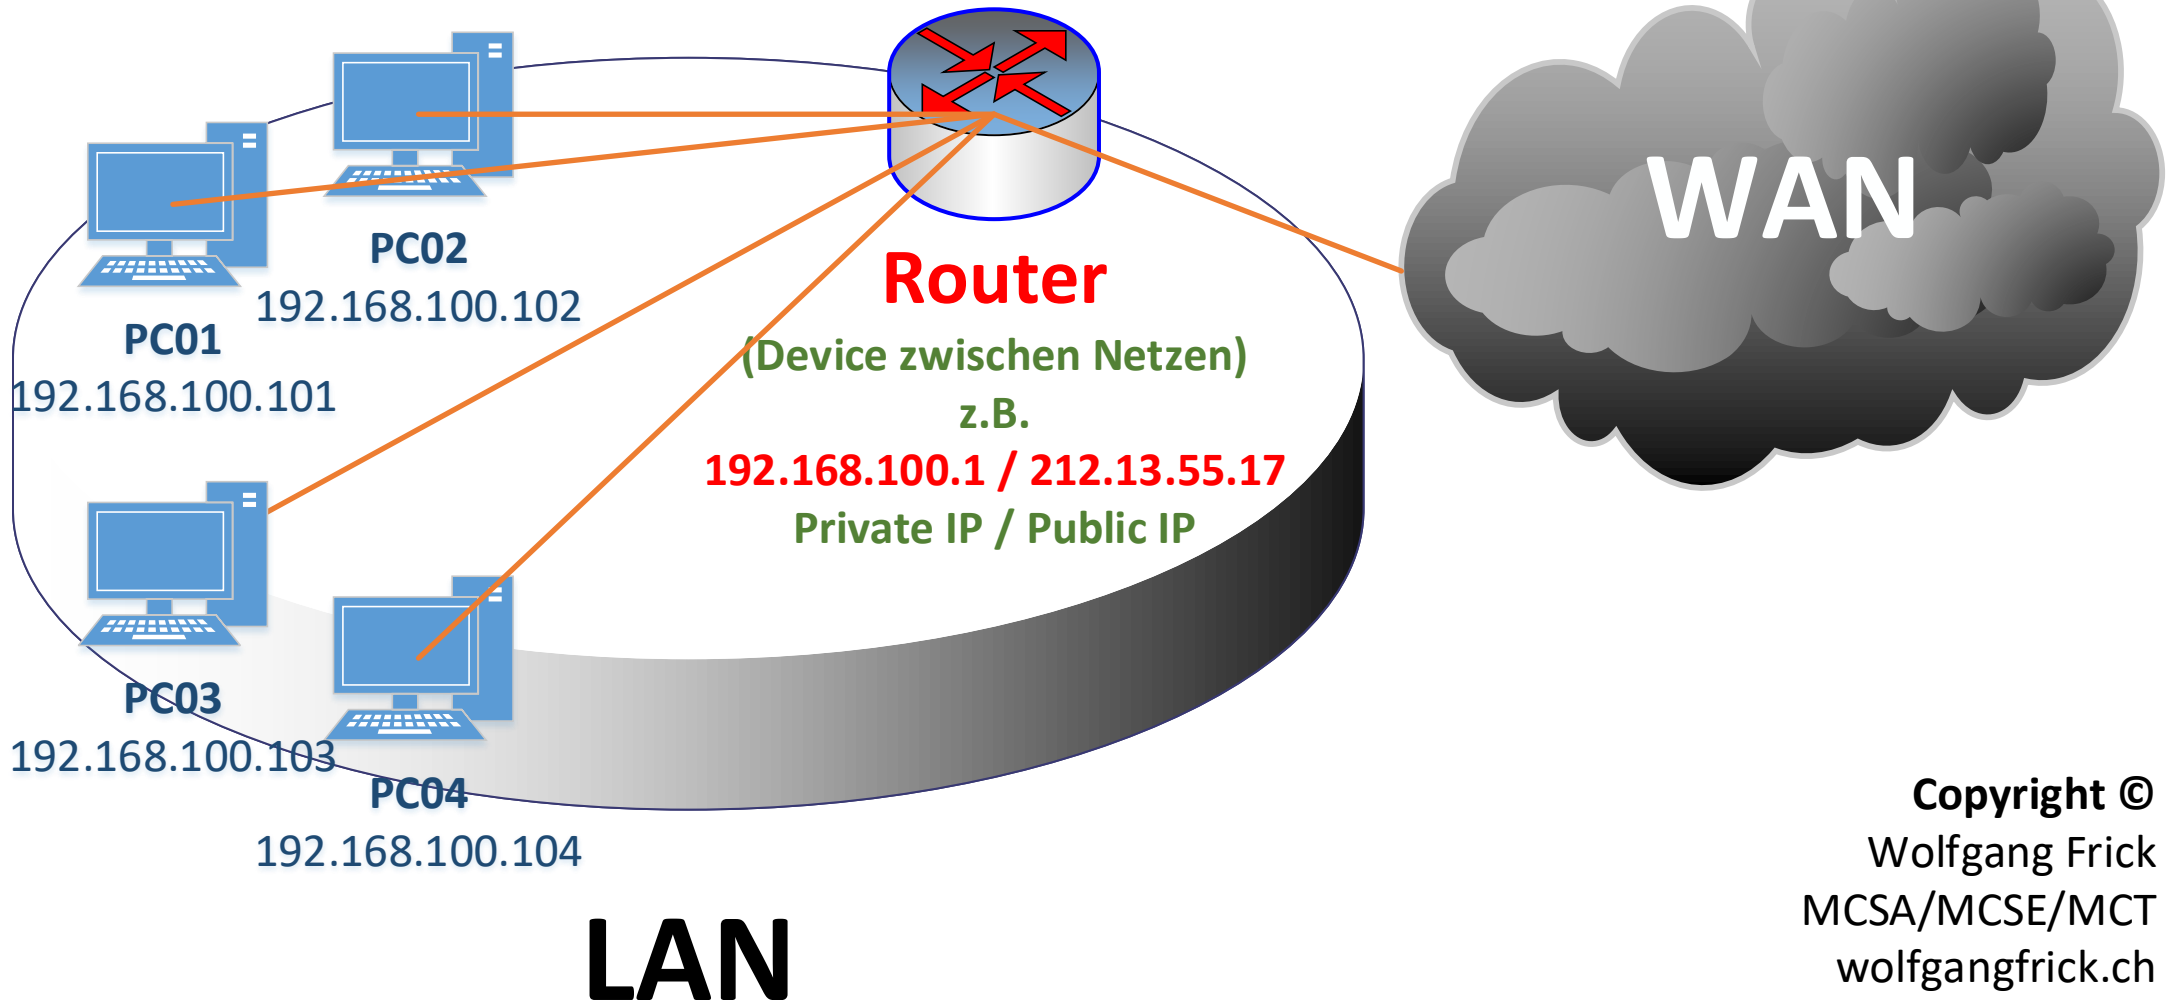 WAN
PC02
192.168.100.102
PC01
192.168.100.101
Router
(Device zwischen Netzen)
z.B.
192.168.100.1 / 212.13.55.17
Private IP / Public IP
PC03
192.168.100.103
PC04
192.168.100.104
LAN
Copyright ©
Wolfgang Frick
MCSA/MCSE/MCT
wolfgangfrick.ch